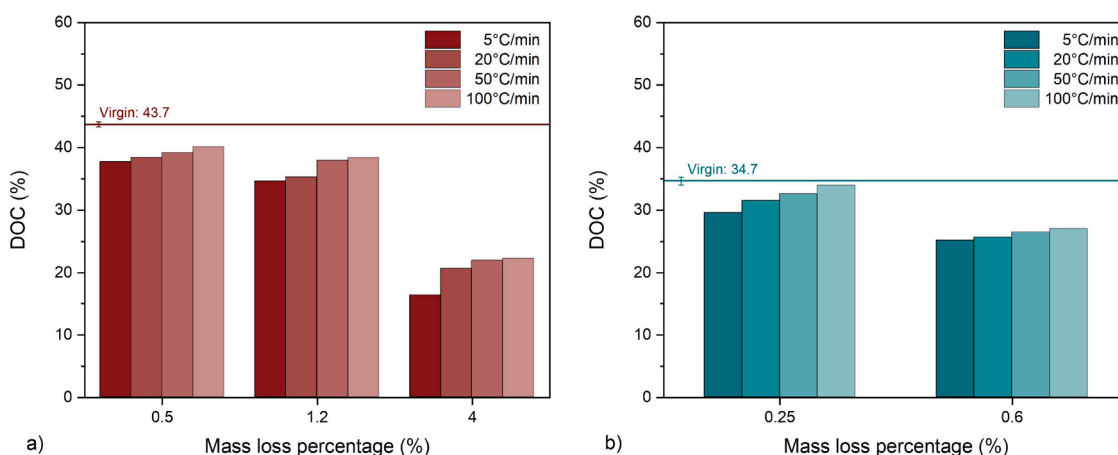 60
50
40
30
20
10
0
DOC (%)
5°C/min
20°C/min
50°C/min
100°C/min
Virgin: 43.7
0.5
1.2
4
Mass loss percentage (%)
a)
60
50
40
30
20
10
0
DOC (%)
5°C/min
20°C/min
50°C/min
100°C/min
Virgin: 34.7
0.25
0.6
Mass loss percentage (%)
b)